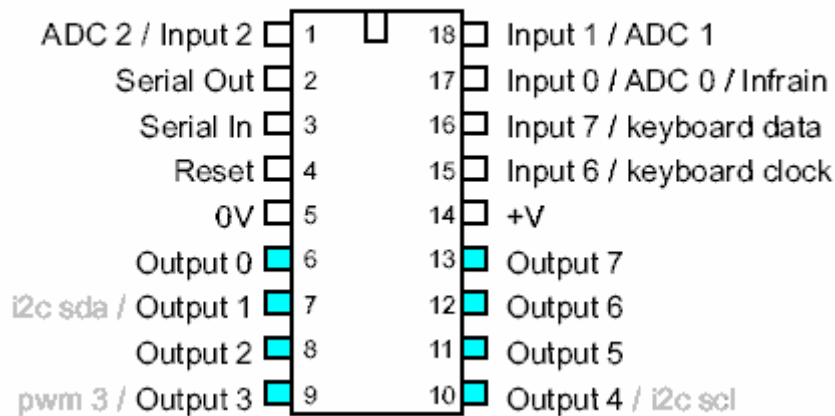 ADC 2 / Input 2 1 18 Input 1 / ADC 1
Serial Out 2 17 Input 0 / ADC 0 / Infrain
Serial In 3 16 Input 7 / keyboard data
Reset 4 15 Input 6 / keyboard clock
0V 5 14 +V
Output 0 6 13 Output 7
i2c sda / Output 1 7 12 Output 6
Output 2 8 11 Output 5
pwm 3 / Output 3 9 10 Output 4 / i2c scl